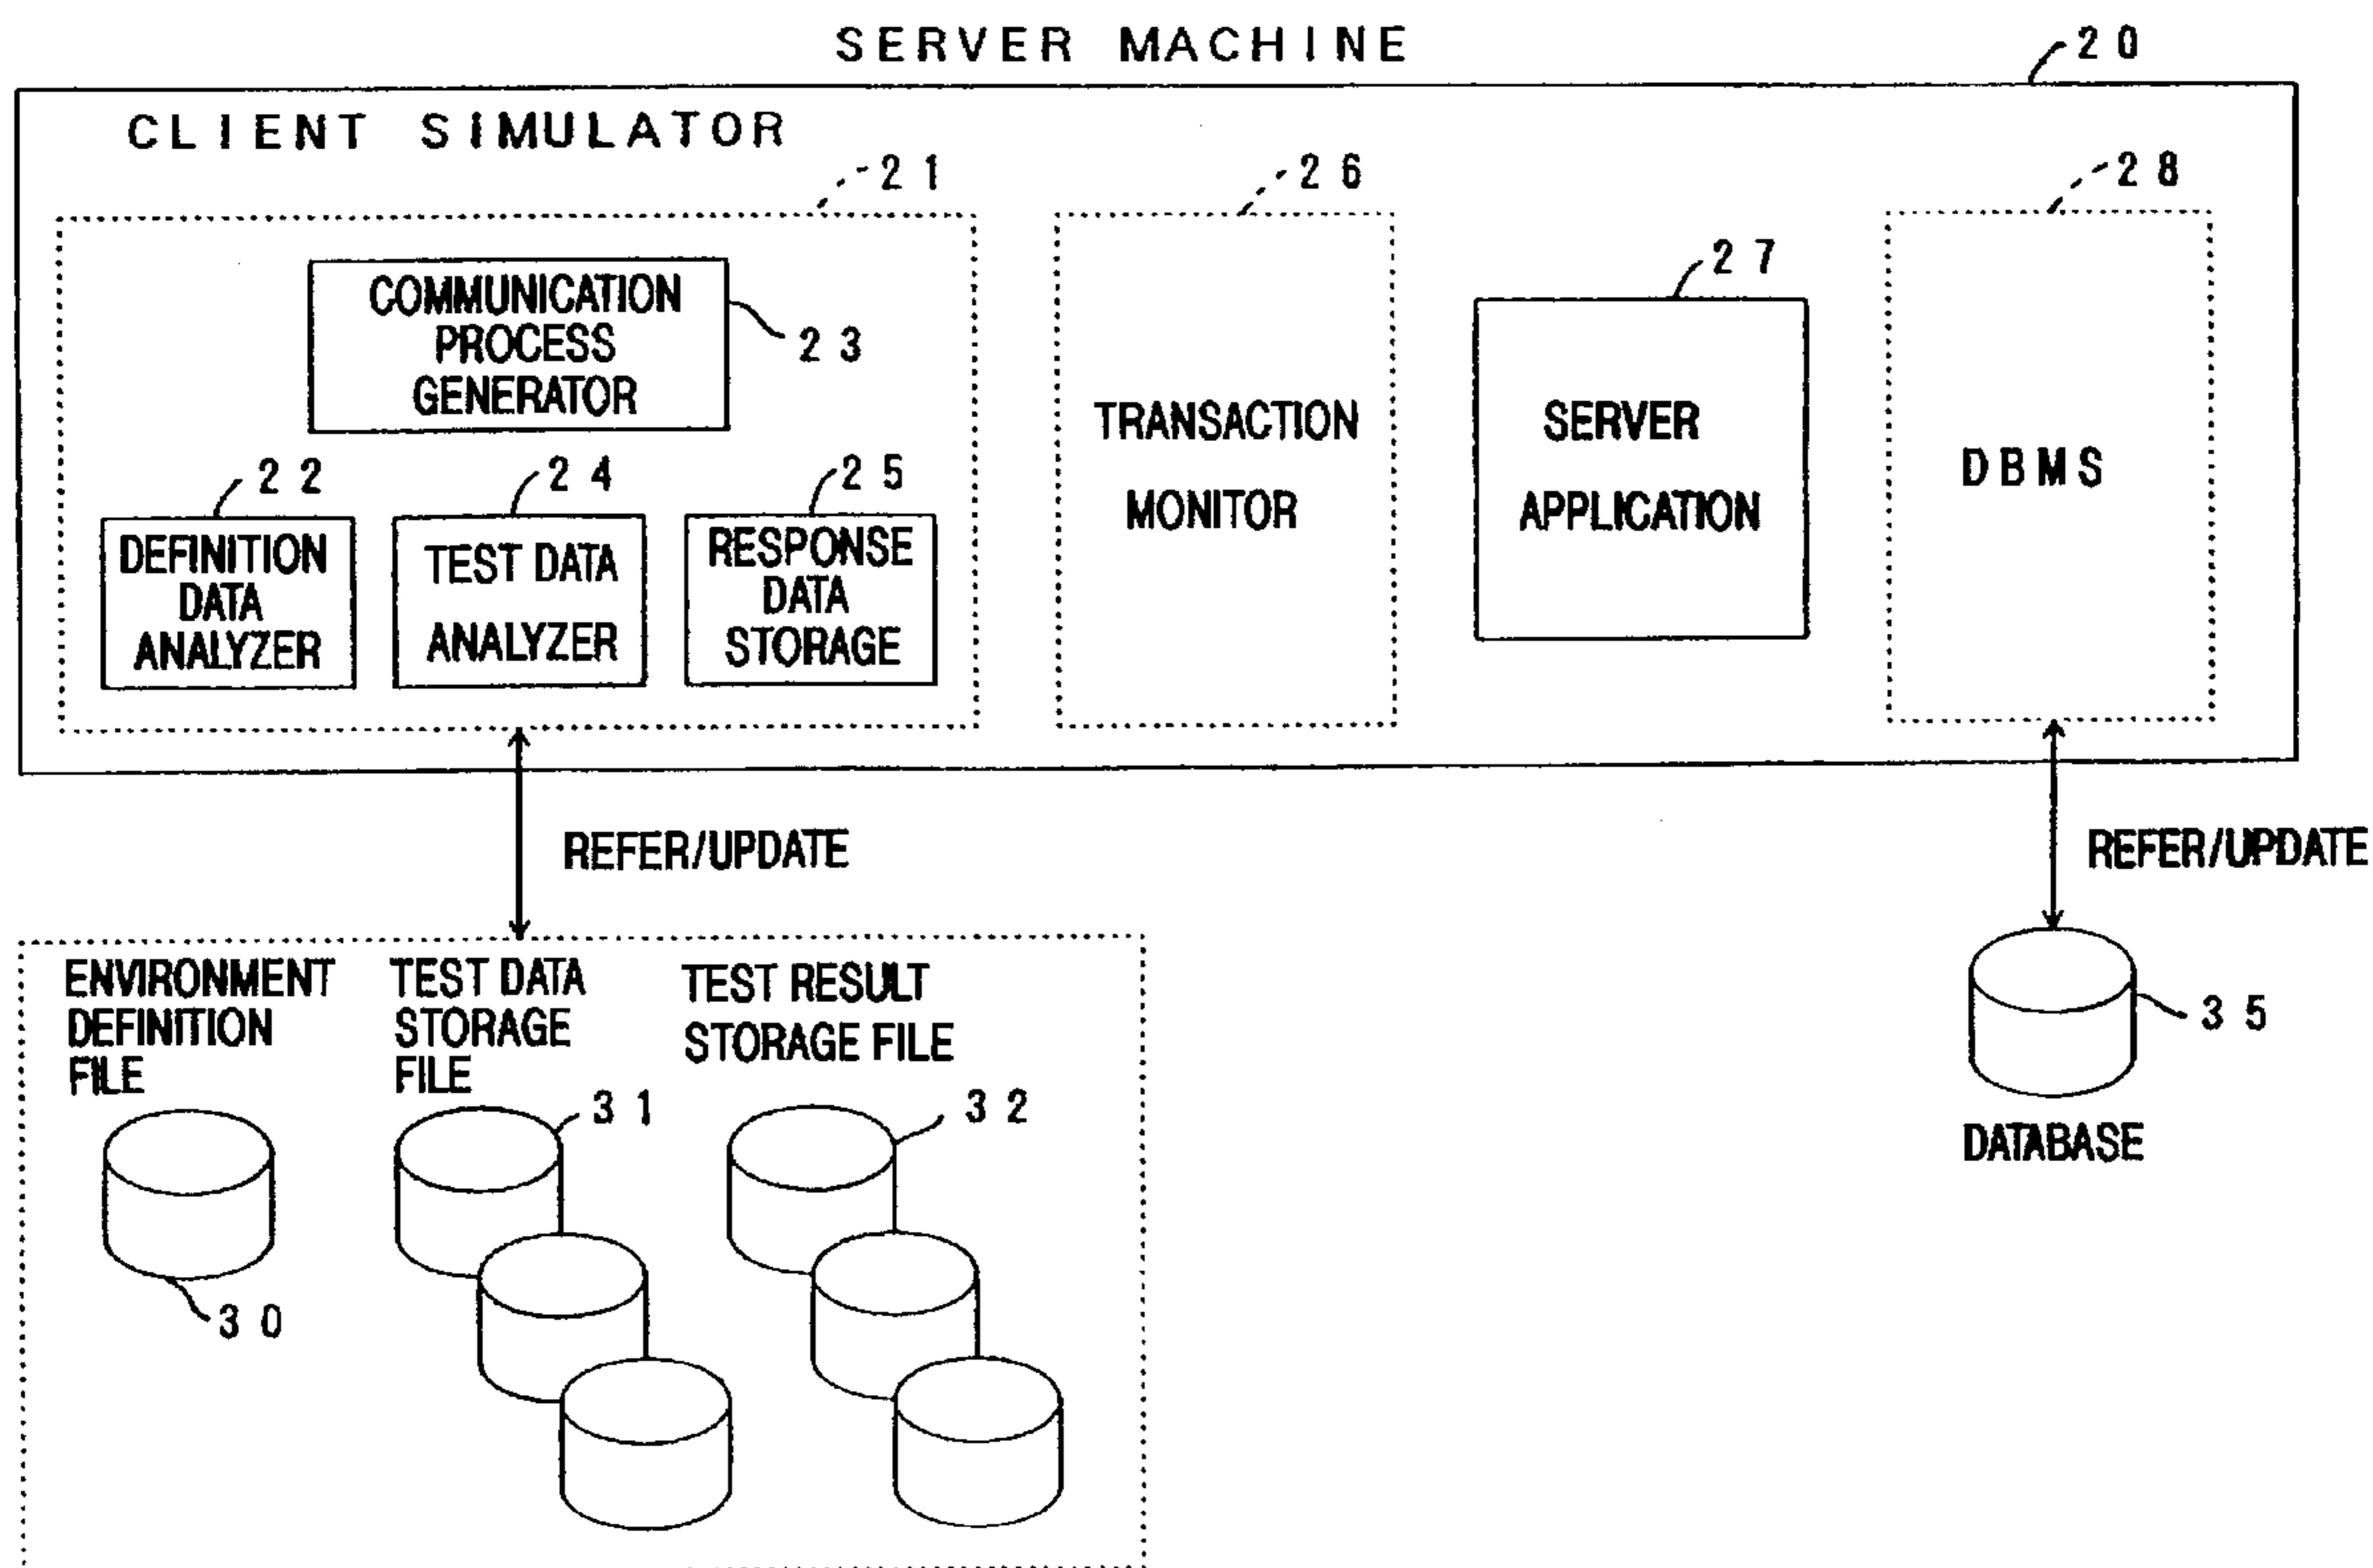 SERVER MACHINE
20
CLIENT SIMULATOR
21
26
28
COMMUNICATION
PROCESS
GENERATOR
23
27
22
24
25
DEFINITION
DATA
ANALYZER
TEST DATA
ANALYZER
RESPONSE
DATA
STORAGE
TRANSACTION
MONITOR
SERVER
APPLICATION
DBMS
REFER/UPDATE
REFER/UPDATE
ENVIRONMENT
DEFINITION
FILE
TEST DATA
STORAGE
FILE
TEST RESULT
STORAGE FILE
35
31
32
DATABASE
30